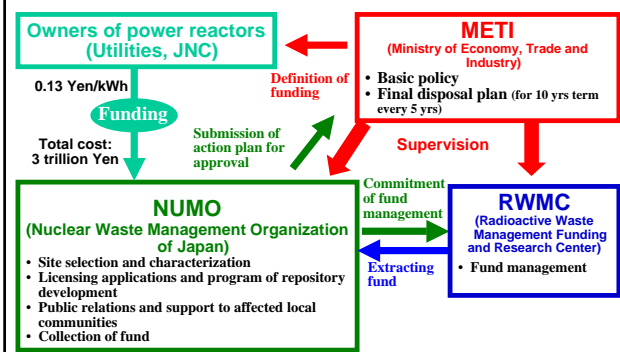 Owners of power reactors
(Utilities, JNC)
METI
(Ministry of Economy, Trade and
Industry)
• Basic policy
• Final disposal plan (for 10 yrs term
every 5 yrs)
Definition of
funding
0.13 Yen/kWh
Funding
Total cost:
3 trillion Yen
Submission of
action plan for
approval
Supervision
NUMO
(Nuclear Waste Management Organization
of Japan)
• Site selection and characterization
• Licensing applications and program of repository
development
• Public relations and support to affected local
communities
• Collection of fund
Commitment
of fund
management
Extracting
fund
RWMC
(Radioactive Waste
Management Funding
and Research Center)
• Fund management